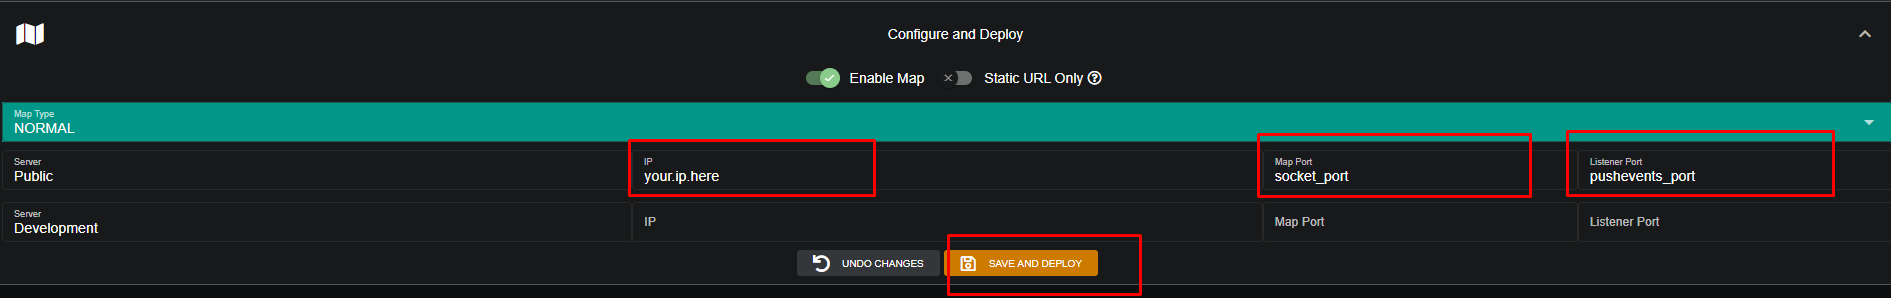 Configure and Deploy
Enable Map
Static URL Only
Map Type
NORMAL
Server
Public
IP
your.ip.here
Map Port
socket_port
Listener Port
pushevents_port
Server
Development
IP
Map Port
Listener Port
UNDO CHANGES
SAVE AND DEPLOY